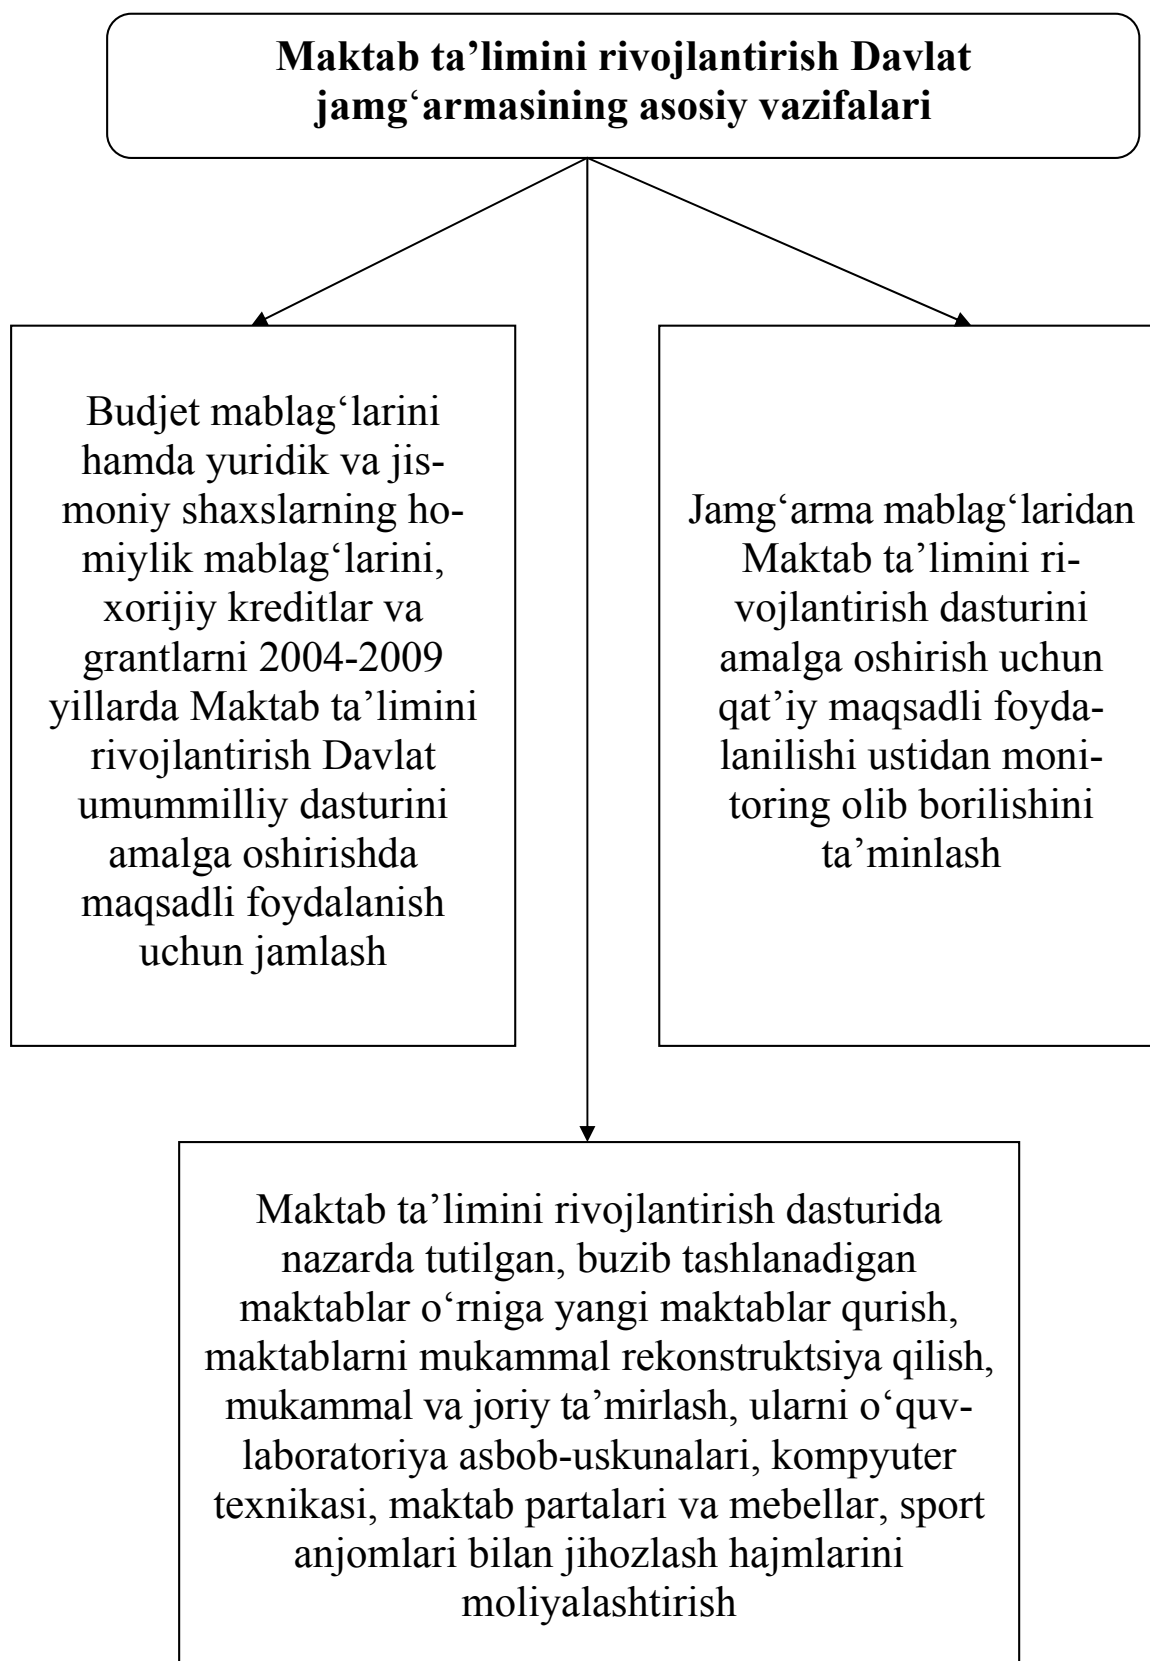 Maktab ta’limini rivojlantirish Davlat
jamg‘armasining asosiy vazifalari
Budjet mablag‘larini
hamda yuridik va jis-
moniy shaxslarning ho-
miylik mablag‘larini,
xorijiy kreditlar va
grantlarni 2004-2009
yillarda Maktab ta’limini
rivojlantirish Davlat
umummilliy dasturini
amalga oshirishda
maqsadli foydalanish
uchun jamlash
Jamg‘arma mablag‘laridan
Maktab ta’limini ri-
vojlantirish dasturini
amalga oshirish uchun
qat’iy maqsadli foyda-
lanilishi ustidan moni-
toring olib borilishini
ta’minlash
Maktab ta’limini rivojlantirish dasturida
nazarda tutilgan, buzib tashlanadigan
maktablar o‘rniga yangi maktablar qurish,
maktablarni mukammal rekonstruktsiya qilish,
mukammal va joriy ta’mirlash, ularni o‘quv-
laboratoriya asbob-uskunalari, kompyuter
texnikasi, maktab partalari va mebellar, sport
anjomlari bilan jihozlash hajmlarini
moliyalashtirish